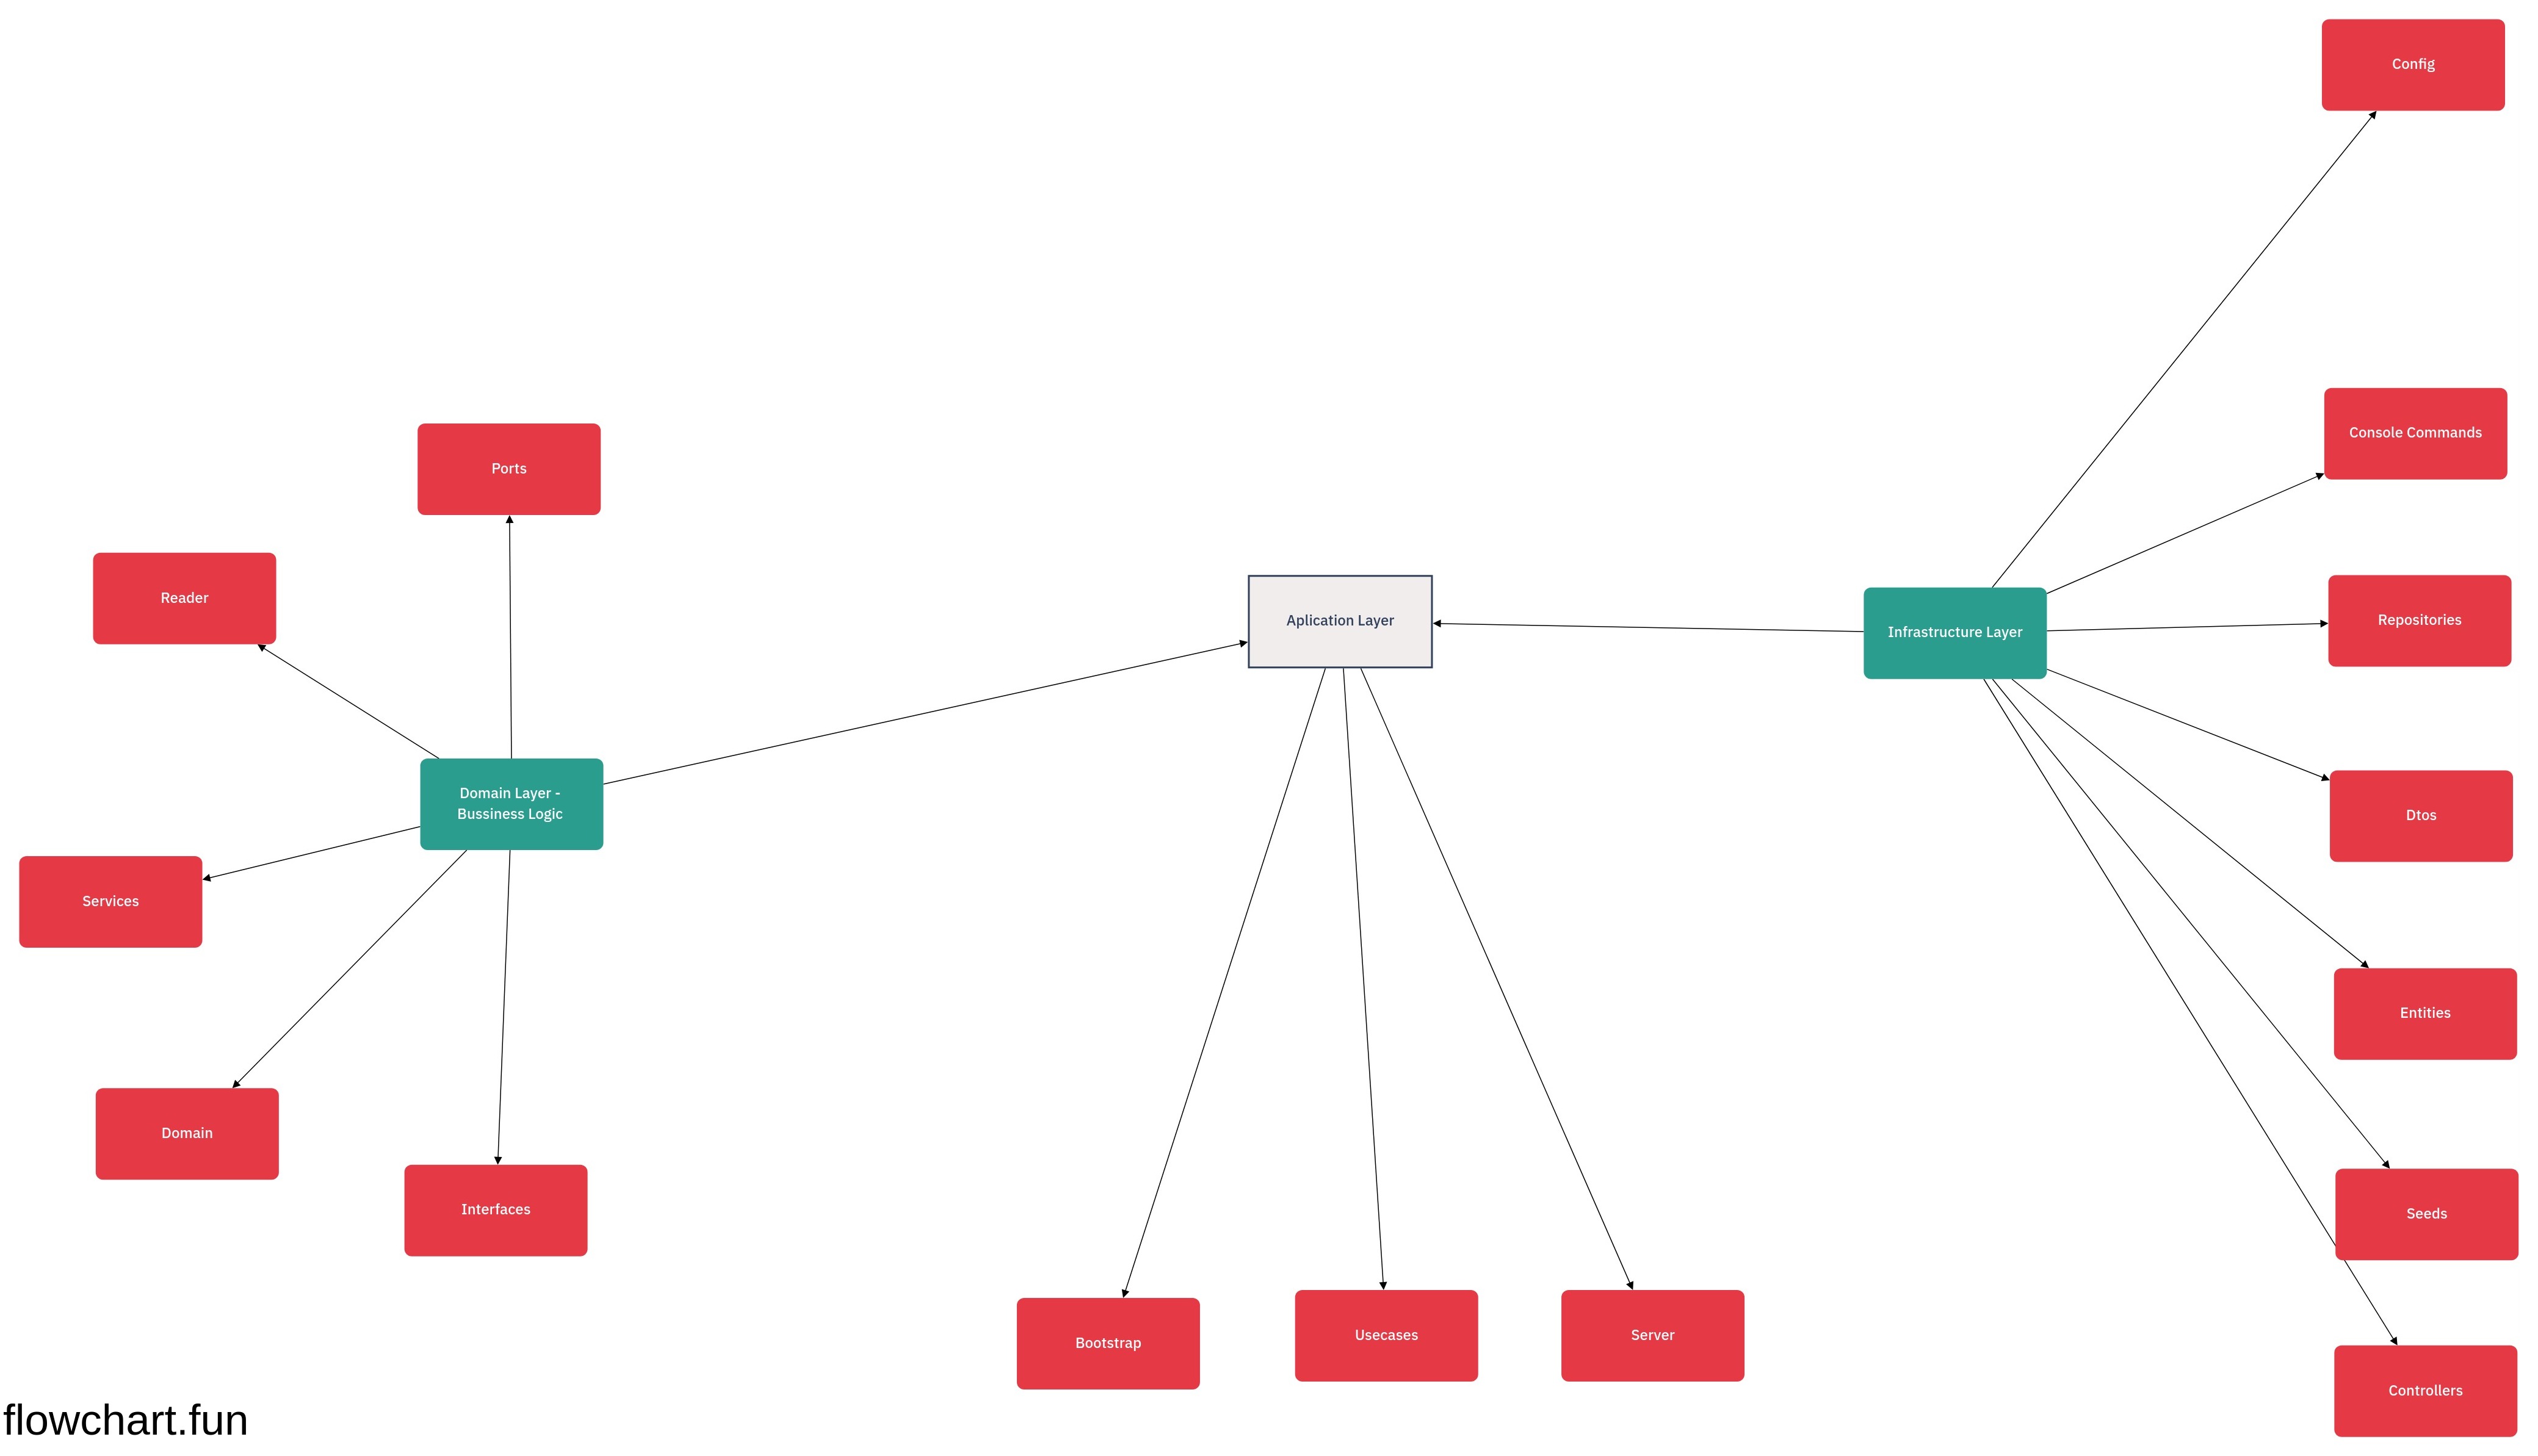 Config
Console Commands
Ports
Reader
Aplication Layer
Infrastructure Layer
Repositories
Domain Layer -
Bussiness Logic
Dtos
Services
Entities
Domain
Interfaces
Seeds
Bootstrap
Usecases
Server
Controllers
flowchart.fun